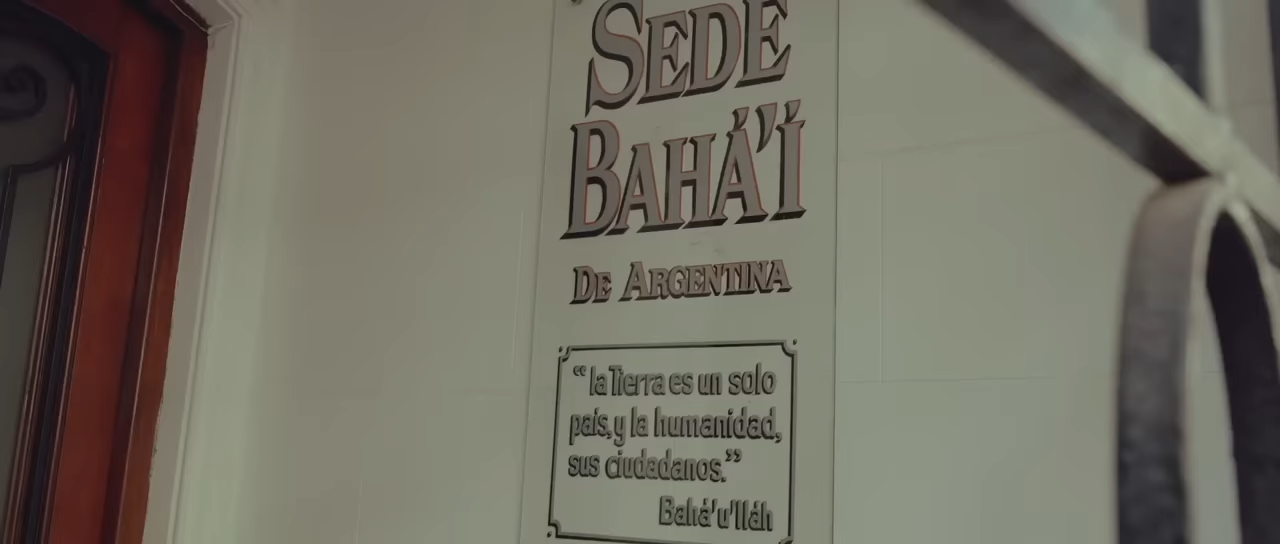 SEDE
BAHÁ'Í
DE ARGENTINA
“la Tierra es un solo
país, y la humanidad,
sus ciudadanos.”
Bahá'u'lláh